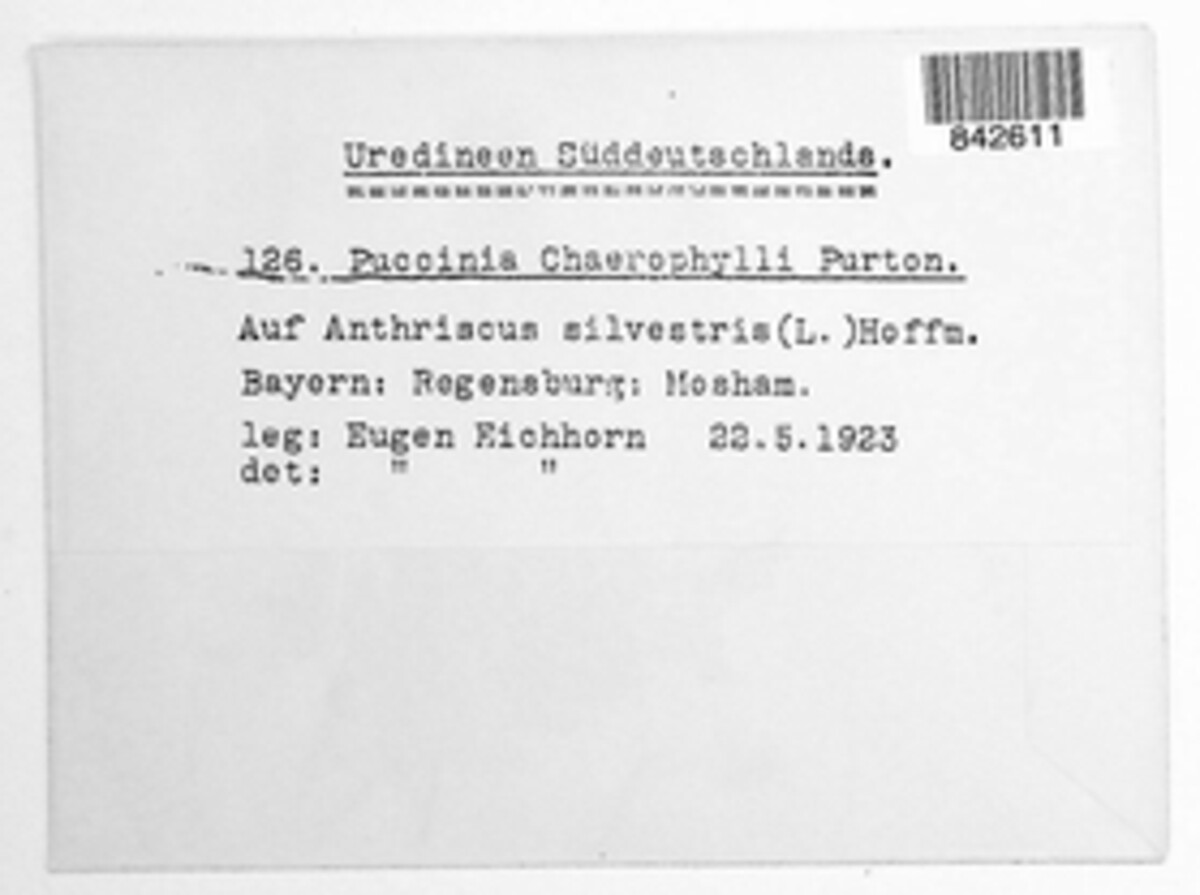 842611
Uredineen Süddeutschlands.
126. Puccinia Chaerophylli Purton.
Auf Anthriscus silvestris(L.)Hoffm.
Bayern: Regensburg: Mosham.
leg: Eugen Eichhorn 22.5.1923
det: " "